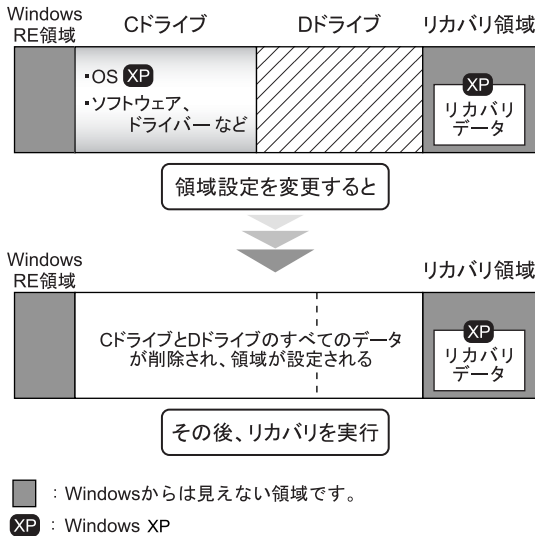 Windows
RE領域
Cドライブ
Dドライブ
リカバリ領域
・OS XP
・ソフトウェア、
ドライバー など
XP
リカバリ
データ
領域設定を変更すると
Windows
RE領域
リカバリ領域
CドライブとDドライブのすべてのデータ
が削除され、領域が設定される
XP
リカバリ
データ
その後、リカバリを実行
：Windowsからは見えない領域です。
XP：Windows XP